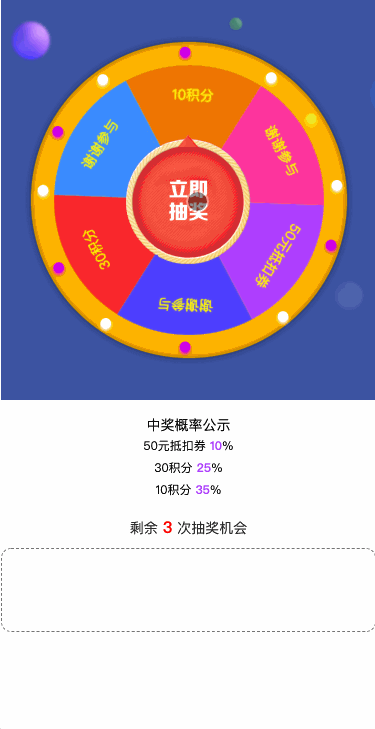 10积分
谢谢参与
谢谢参与
立即
抽奖
30积分
50元抵扣券
谢谢参与
中奖概率公示
50元抵扣券 10%
30积分 25%
10积分 35%
剩余 3 次抽奖机会